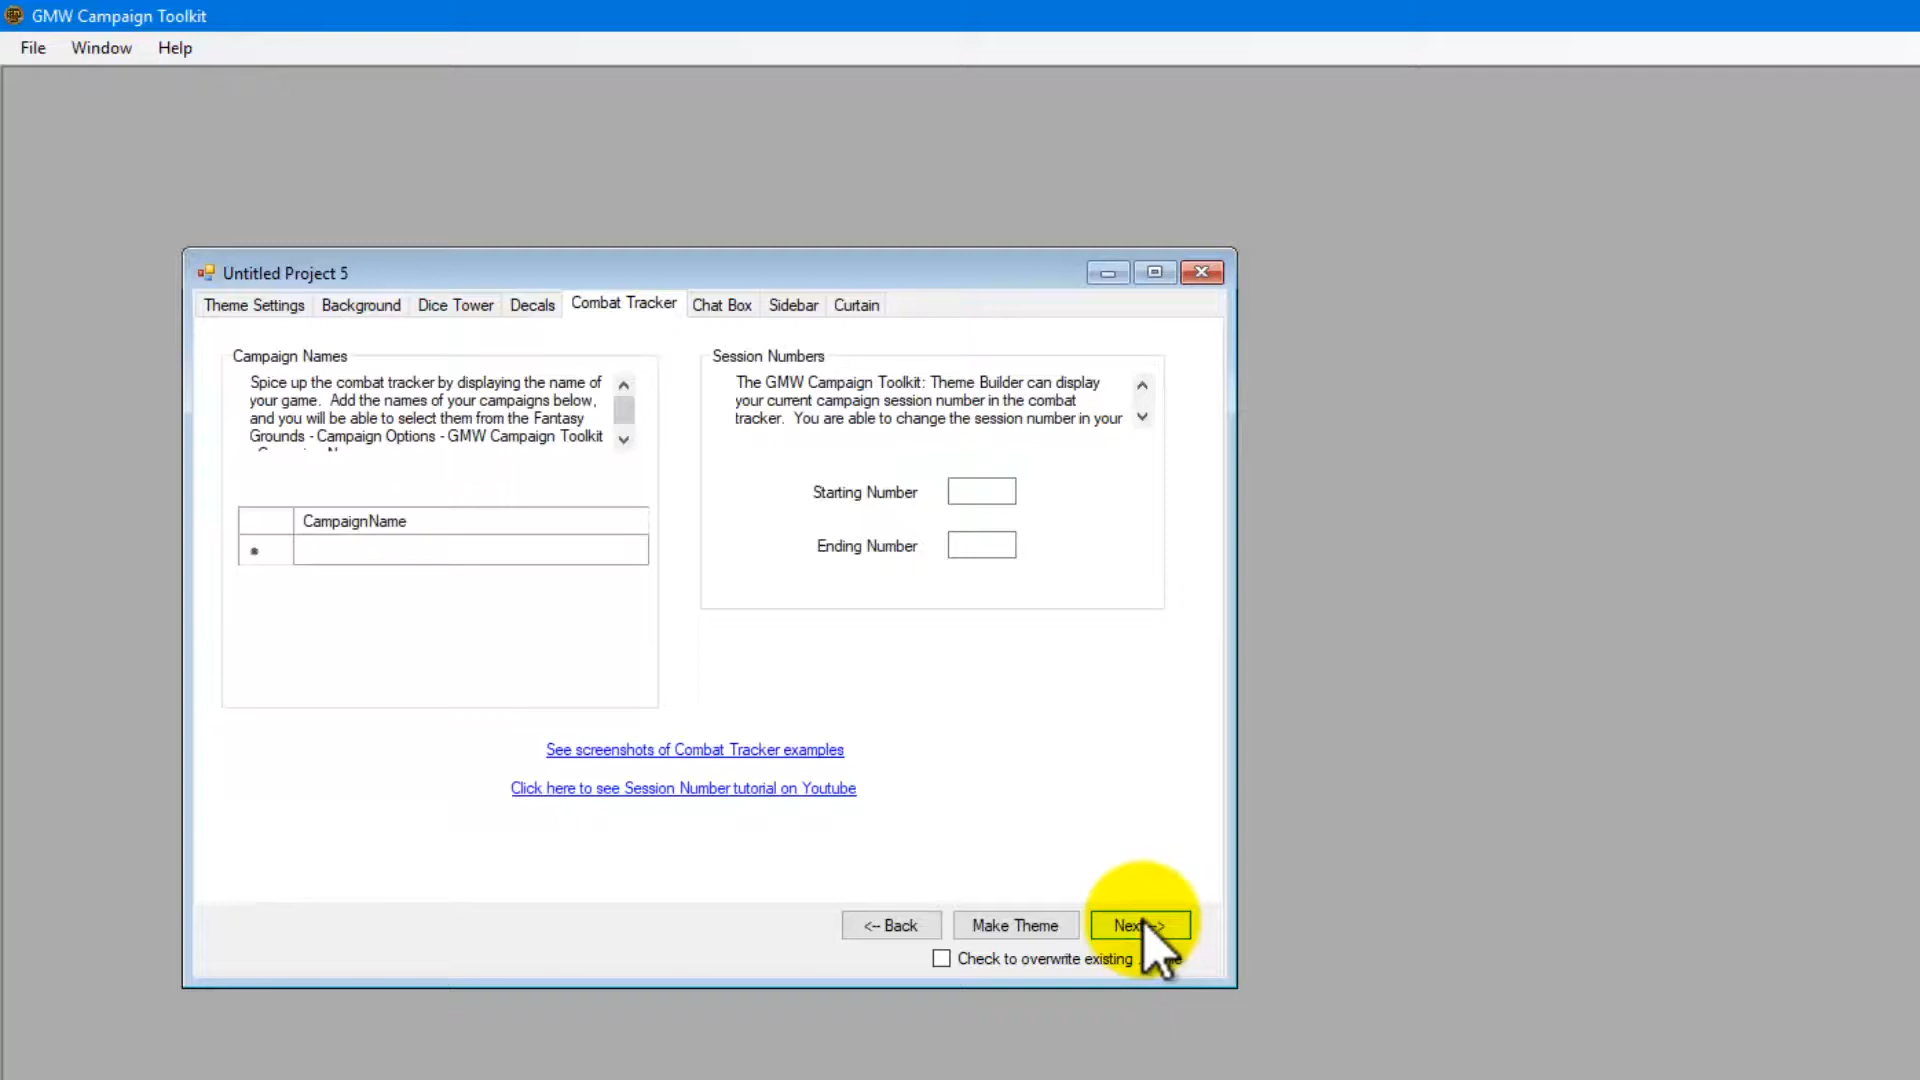 GMW Campaign Toolkit
File Window Help
Untitled Project 5
Theme Settings Background Dice Tower Decals Combat Tracker Chat Box Sidebar Curtain
Campaign Names
Spice up the combat tracker by displaying the name of
your game. Add the names of your campaigns below,
and you will be able to select them from the Fantasy
Grounds - Campaign Options - GMW Campaign Toolkit
CampaignName
Session Numbers
The GMW Campaign Toolkit: Theme Builder can display
your current campaign session number in the combat
tracker. You are able to change the session number in your
Starting Number
Ending Number
See screenshots of Combat Tracker examples
Click here to see Session Number tutorial on Youtube
<-- Back Make Theme Next -->
Check to overwrite existing